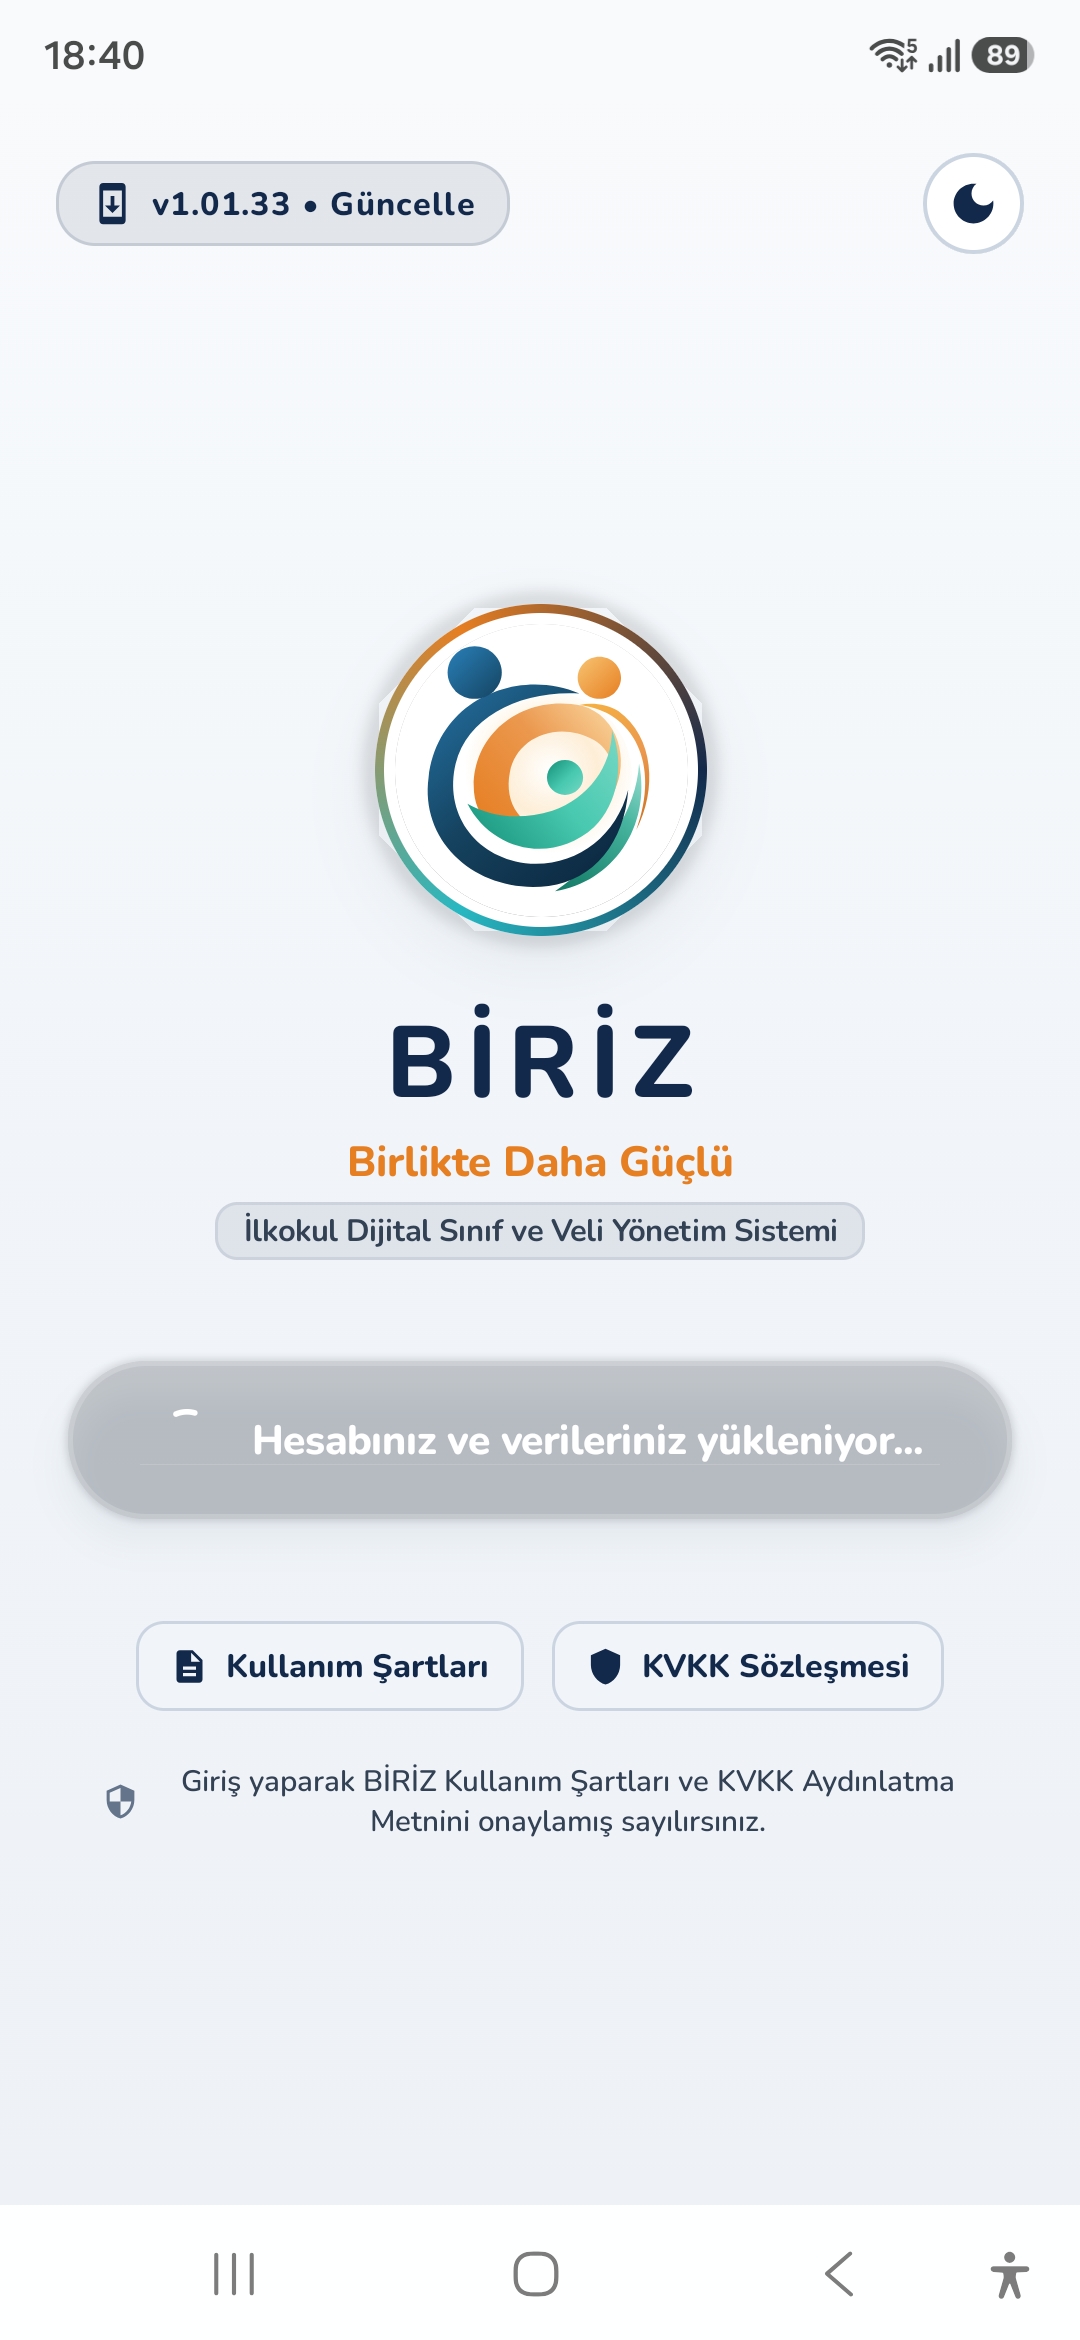 18:40
5
89
v1.01.33 • Güncelle
BİRİZ
Birlikte Daha Güçlü
İlkokul Dijital Sınıf ve Veli Yönetim Sistemi
Hesabınız ve verileriniz yükleniyor...
Kullanım Şartları
KVKK Sözleşmesi
Giriş yaparak BİRİZ Kullanım Şartları ve KVKK Aydınlatma
Metnini onaylamış sayılırsınız.